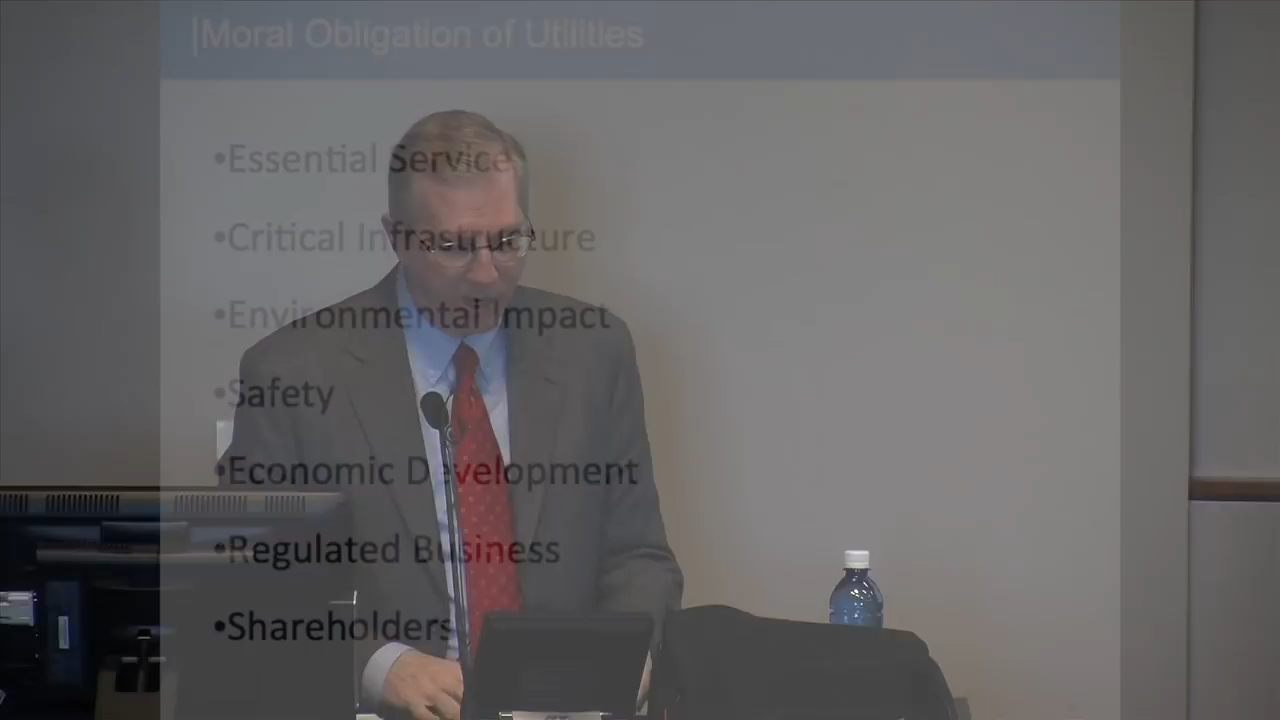 |Moral Obligation of Utilities
•Essential Service
•Critical Infrastructure
•Environmental Impact
•Safety
•Economic Development
•Regulated Business
•Shareholders